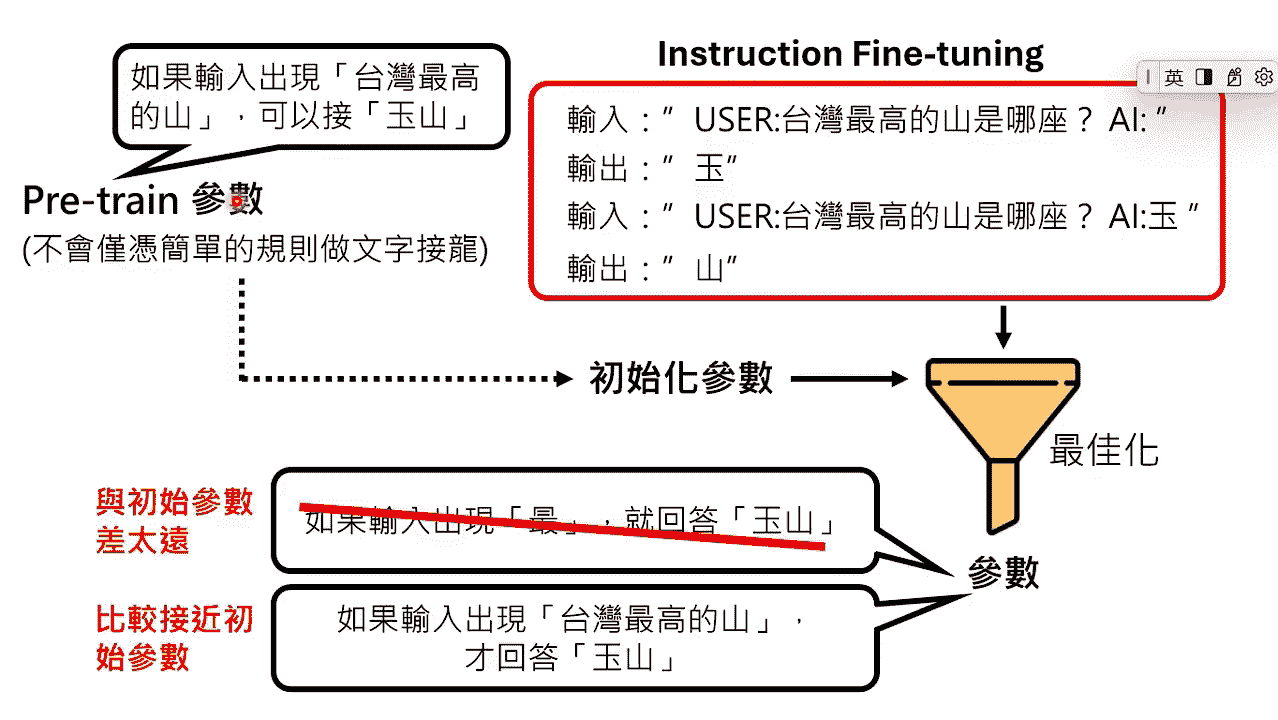 如果輸入出現「台灣最高
的山」，可以接「玉山」
Pre-train 參數
(不會僅憑簡單的規則做文字接龍)
Instruction Fine-tuning
英
輸入：” USER:台灣最高的山是哪座？ AI: ”
輸出：” 玉”
輸入：” USER:台灣最高的山是哪座？ AI:玉 ”
輸出：” 山”
初始化參數
最佳化
與初始參數
差太遠
如果輸入出現「最」，就回答「玉山」
參數
比較接近初
始參數
如果輸入出現「台灣最高的山」，
才回答「玉山」